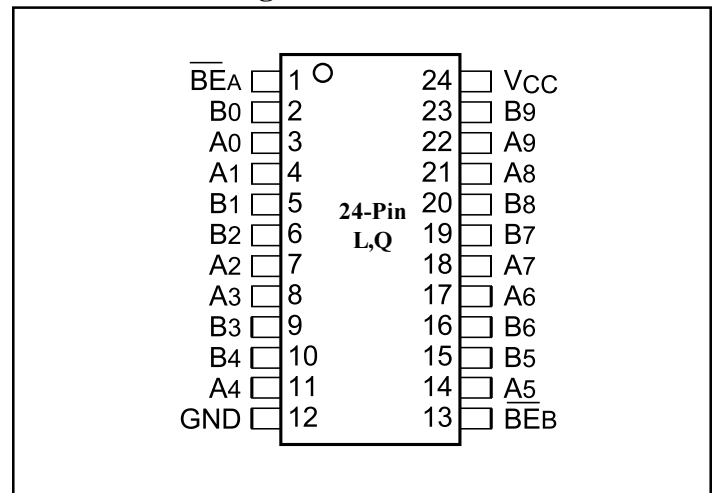 B̅E̅A 1 24 VCC
B0 2 23 B9
A0 3 22 A9
A1 4 21 A8
B1 5 20 B8
24-Pin
B2 6 19 B7
L,Q
A2 7 18 A7
A3 8 17 A6
B3 9 16 B6
B4 10 15 B5
A4 11 14 A5
GND 12 13 B̅E̅B